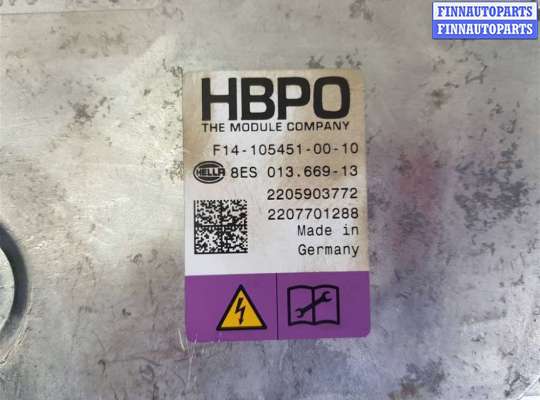 FINNAUTOPARTS
FINNAUTOPARTS
HBPO
THE MODULE COMPANY
F14-105451-00-10
HELLA 8ES 013.669-13
2205903772
2207701288
Made in
Germany